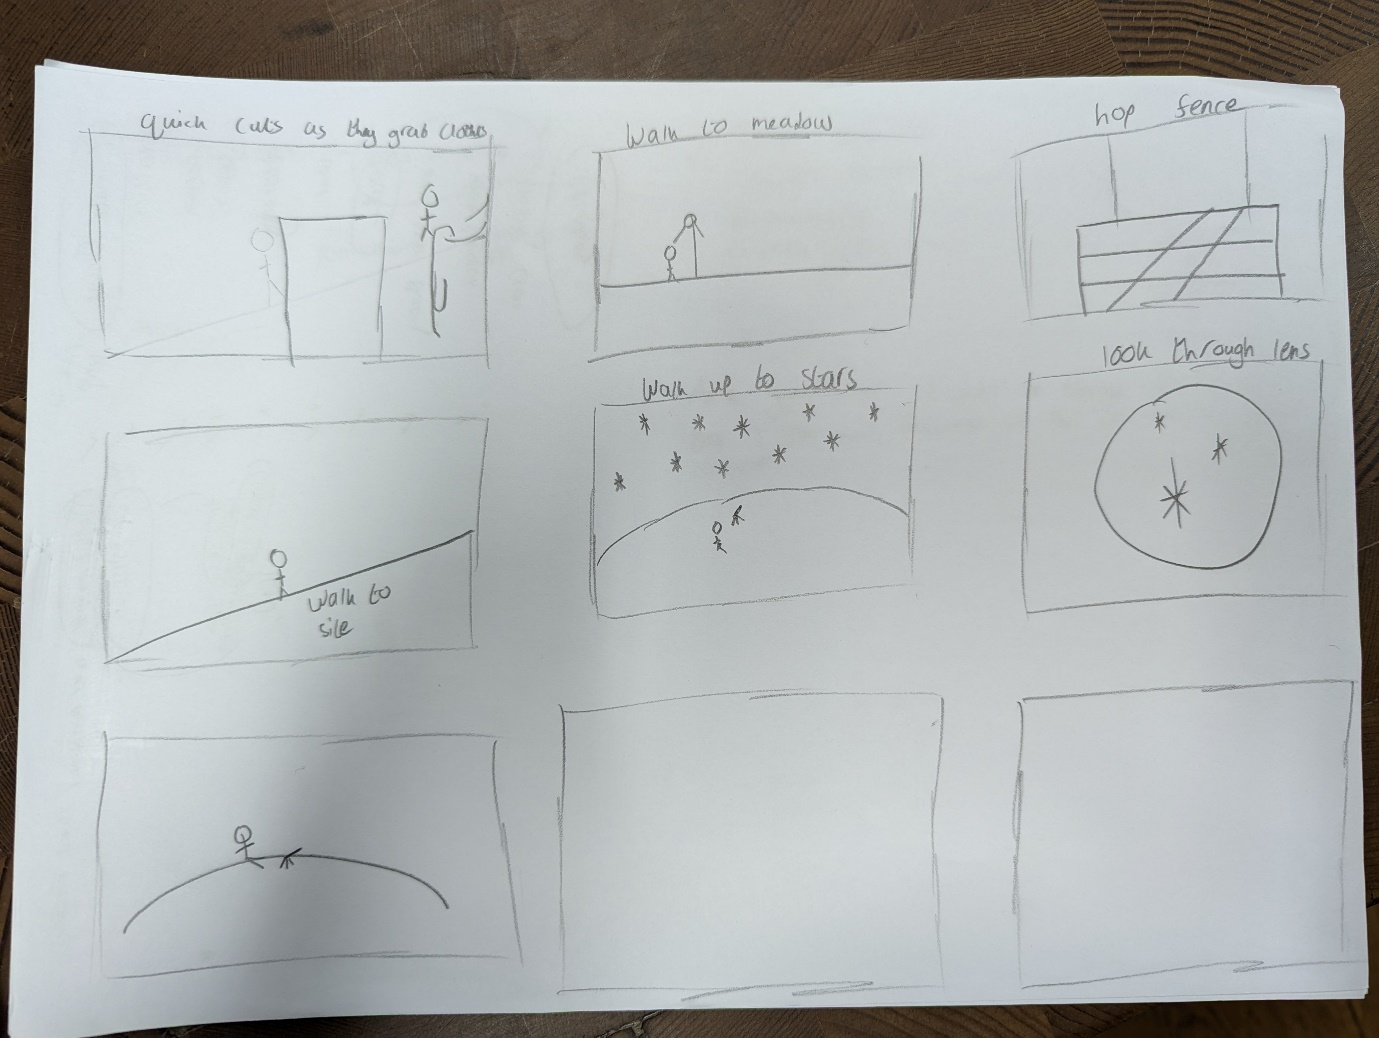 quick cuts as they grab clothes
walk to meadow
hop fence
walk to
site
walk up to stars
look through lens